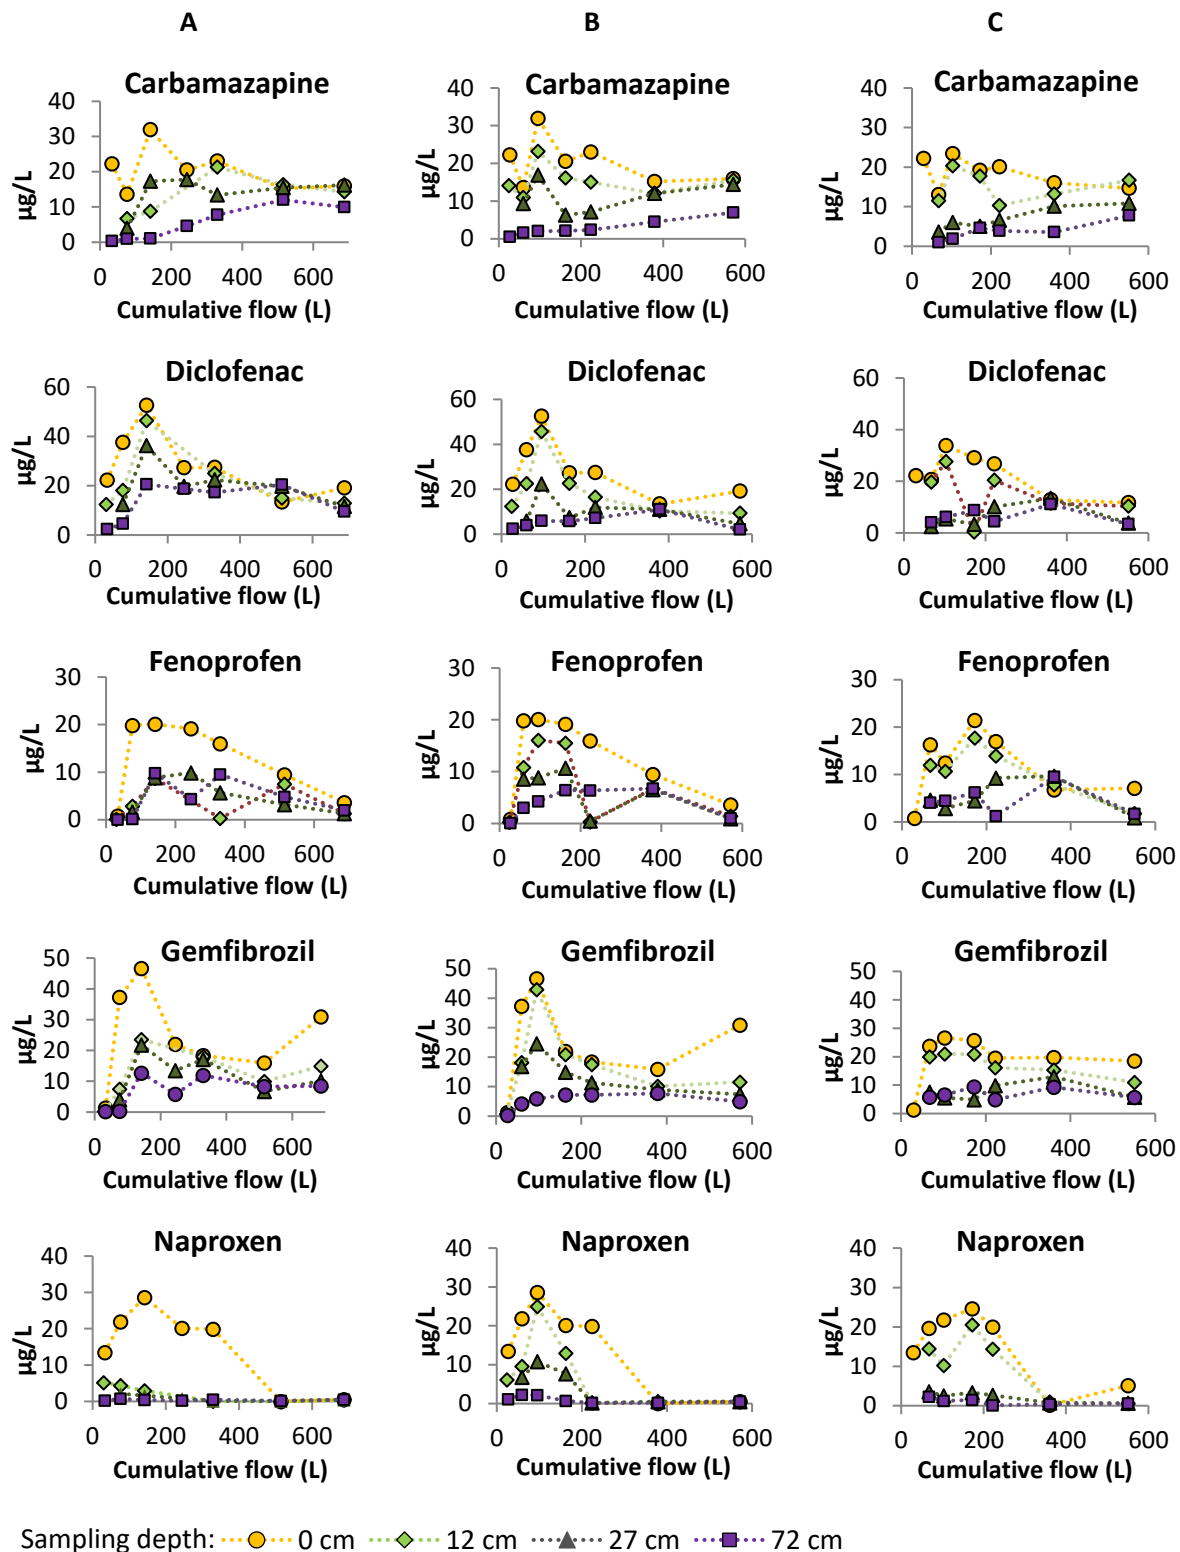 A B C
Carbamazapine Carbamazapine Carbamazapine
µg/L µg/L µg/L
40 30 20 10 0
40 30 20 10 0
40 30 20 10 0
0 200 400 600 0 200 400 600 800 0 200 400 600
Cumulative flow (L) Cumulative flow (L) Cumulative flow (L)
Diclofenac Diclofenac Diclofenac
µg/L µg/L µg/L
60 40 20 0
60 40 20 0
60 40 20 0
0 200 400 600 0 200 400 600 0 200 400 600
Cumulative flow (L) Cumulative flow (L) Cumulative flow (L)
Fenoprofen Fenoprofen Fenoprofen
µg/L µg/L µg/L
30 20 10 0
30 20 10 0
30 20 10 0
0 200 400 600 0 200 400 600 0 200 400 600
Cumulative flow (L) Cumulative flow (L) Cumulative flow (L)
Gemfibrozil Gemfibrozil Gemfibrozil
µg/L µg/L µg/L
50 40 30 20 10 0
50 40 30 20 10 0
50 40 30 20 10 0
0 200 400 600 0 200 400 600 0 200 400 600
Cumulative flow (L) Cumulative flow (L) Cumulative flow (L)
Naproxen Naproxen Naproxen
µg/L µg/L µg/L
40 30 20 10 0
40 30 20 10 0
40 30 20 10 0
0 200 400 600 0 200 400 600 0 200 400 600
Cumulative flow (L) Cumulative flow (L) Cumulative flow (L)
Sampling depth: 0 cm 12 cm 27 cm 72 cm